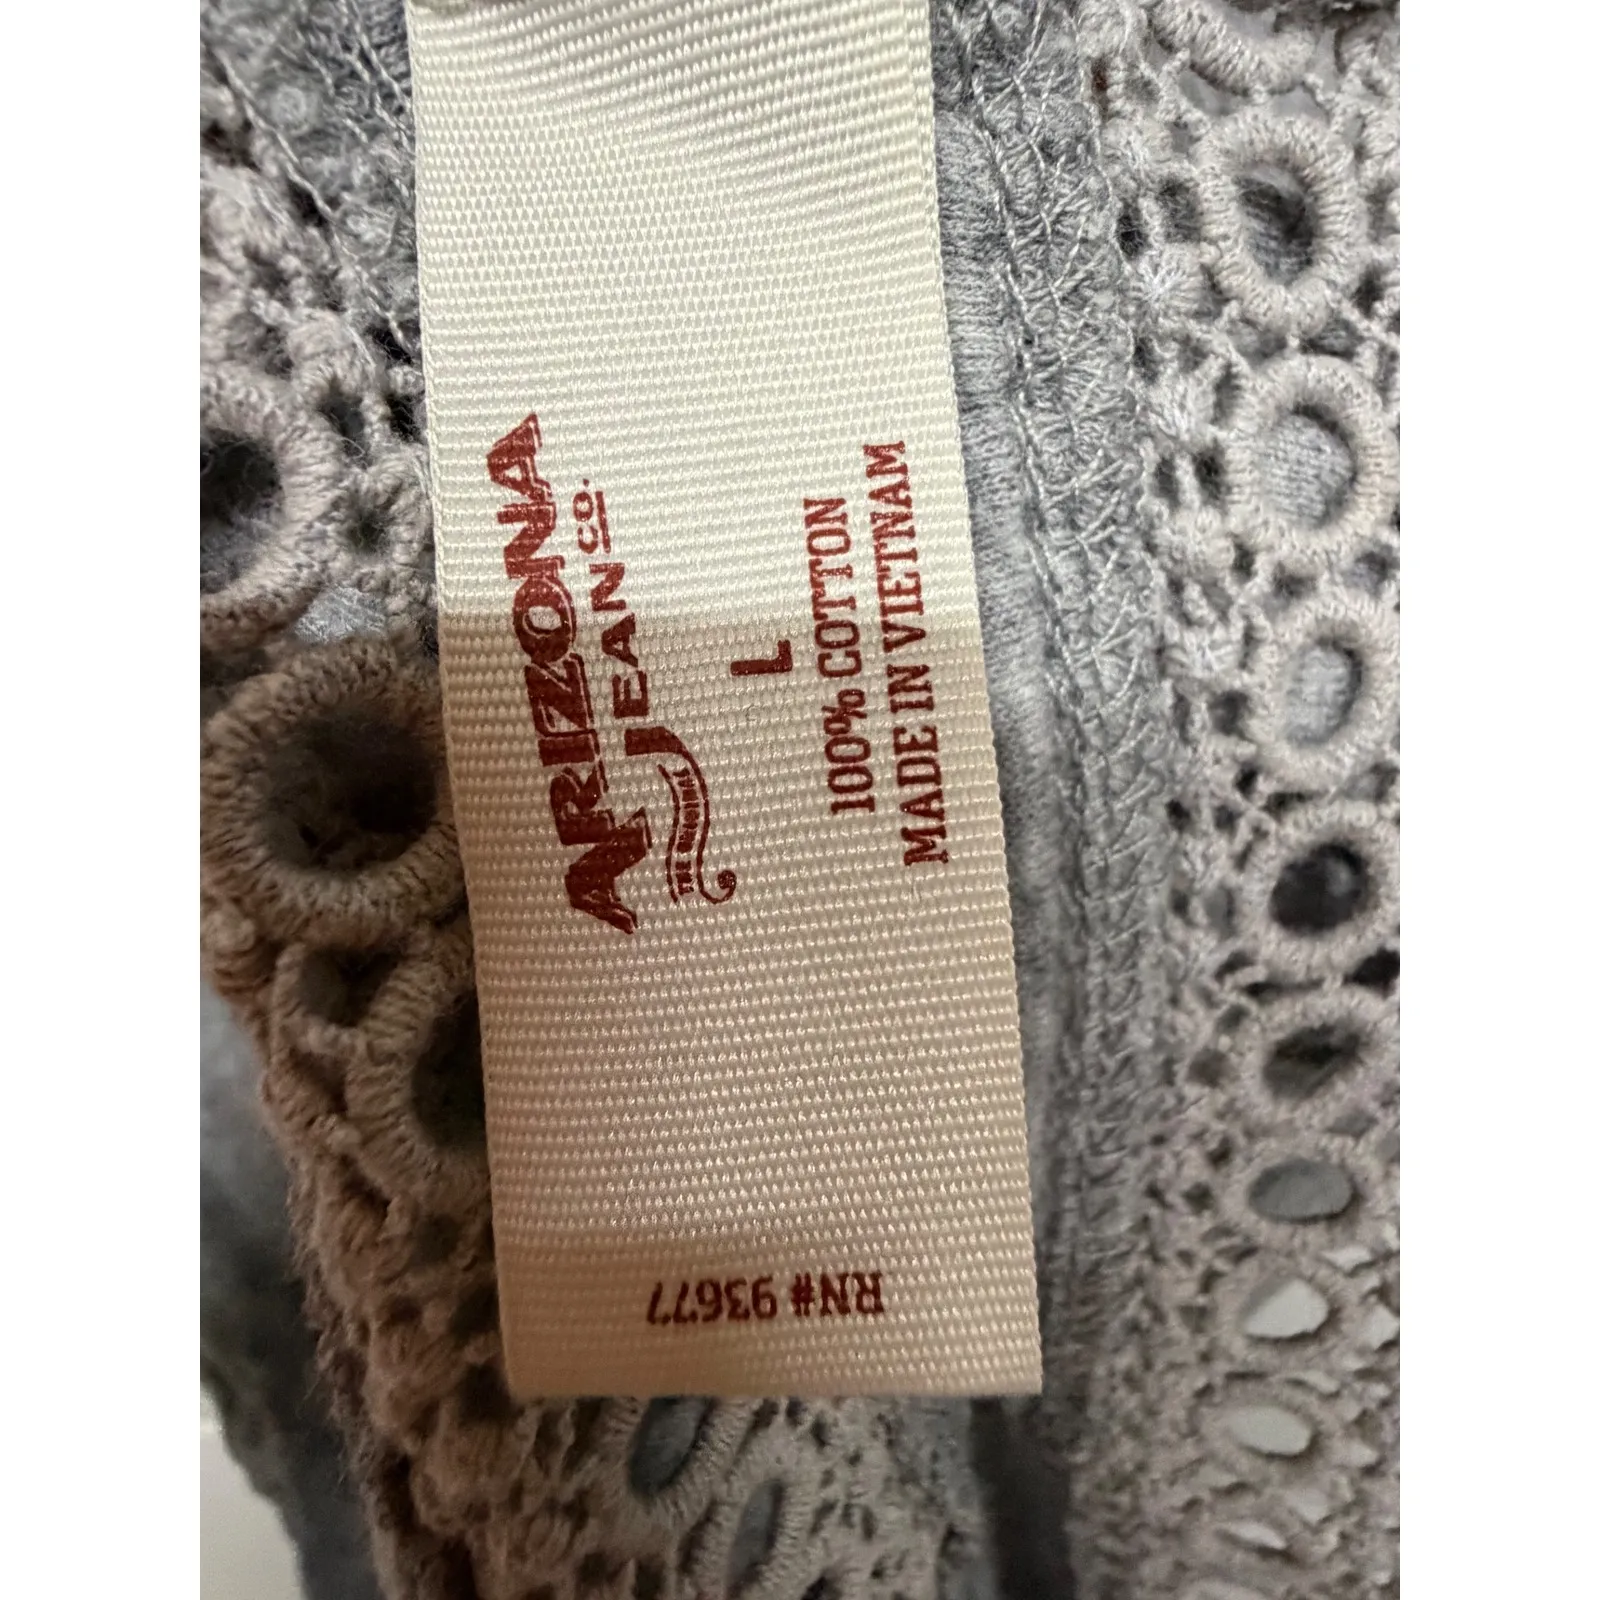 ARIZONA
JEAN CO.
THE ORIGINAL
L
100% COTTON
MADE IN VIETNAM
RN# 93677